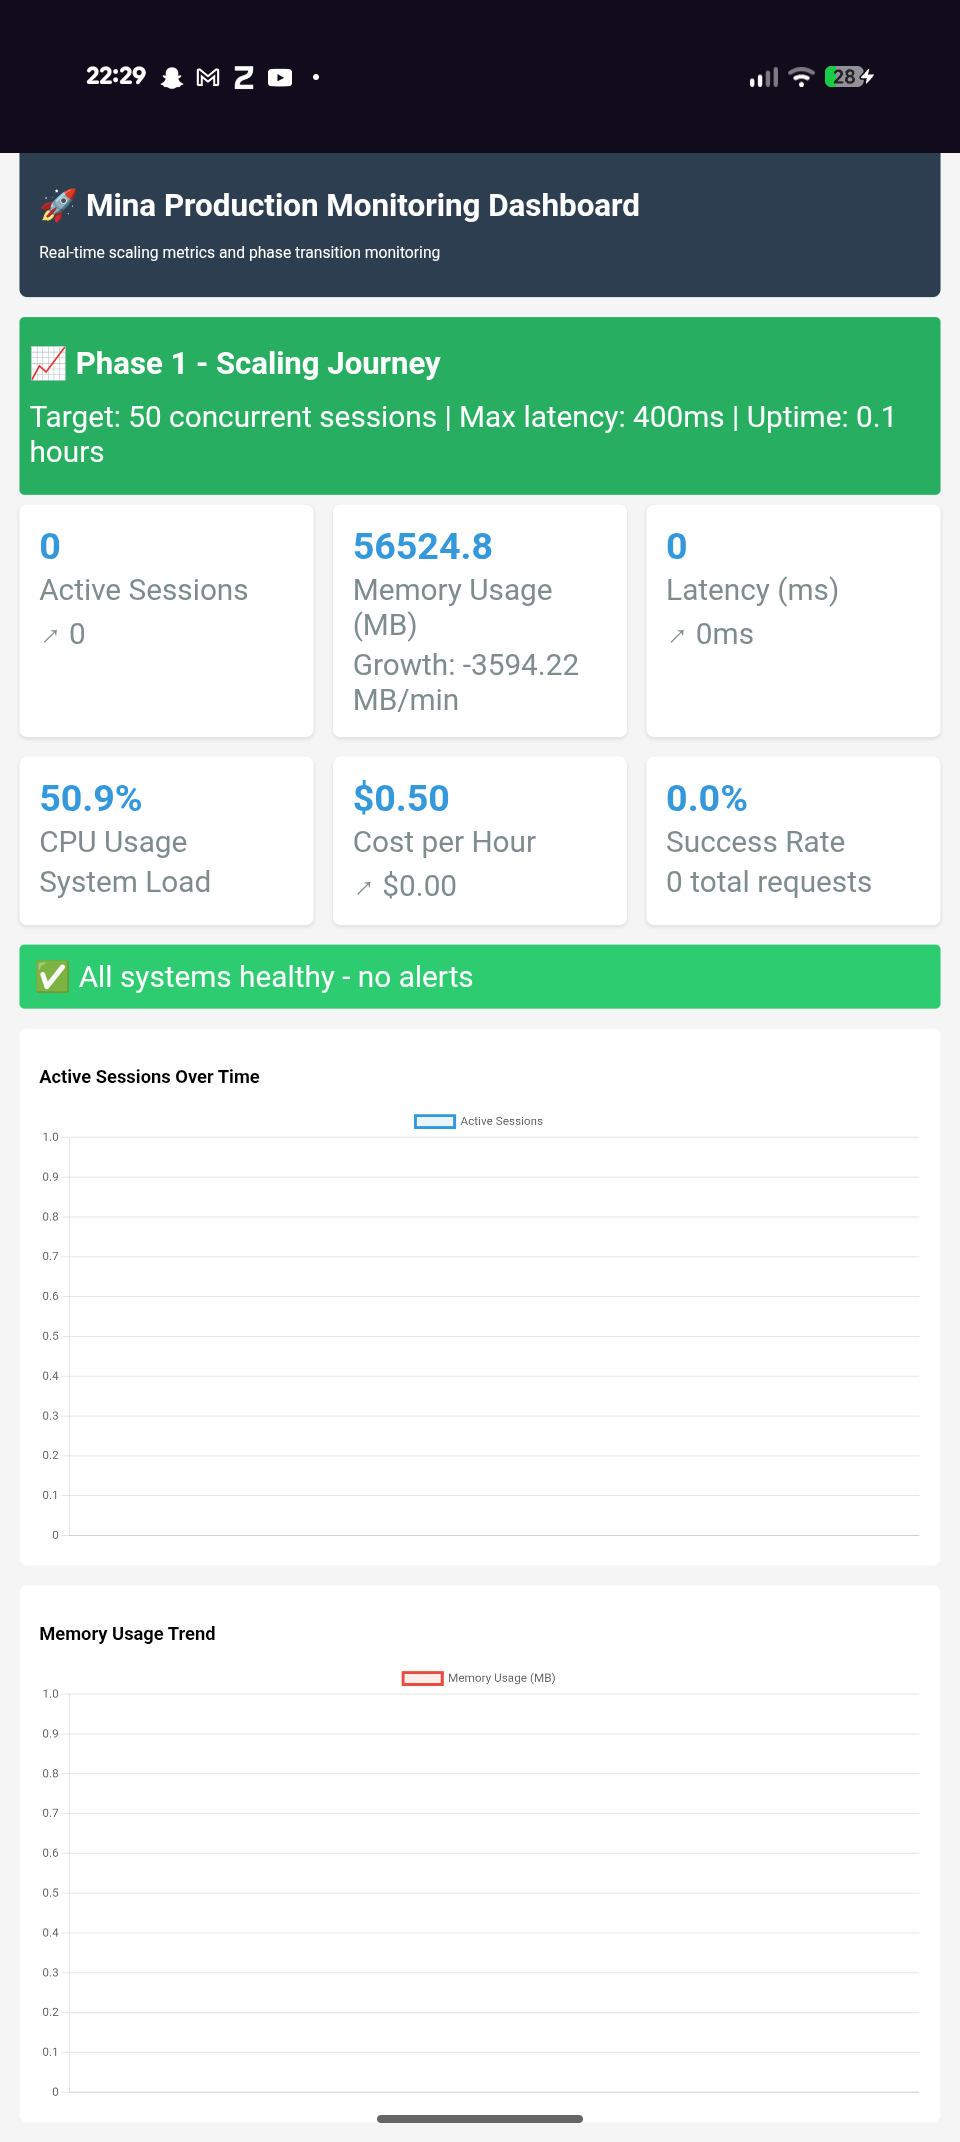 22:29
28
🚀 Mina Production Monitoring Dashboard
Real-time scaling metrics and phase transition monitoring
📈 Phase 1 - Scaling Journey
Target: 50 concurrent sessions | Max latency: 400ms | Uptime: 0.1
hours
0
Active Sessions
↗ 0
56524.8
Memory Usage
(MB)
Growth: -3594.22
MB/min
0
Latency (ms)
↗ 0ms
50.9%
CPU Usage
System Load
$0.50
Cost per Hour
↗ $0.00
0.0%
Success Rate
0 total requests
✅ All systems healthy - no alerts
Active Sessions Over Time
Active Sessions
1.0
0.9
0.8
0.7
0.6
0.5
0.4
0.3
0.2
0.1
0
Memory Usage Trend
Memory Usage (MB)
1.0
0.9
0.8
0.7
0.6
0.5
0.4
0.3
0.2
0.1
0